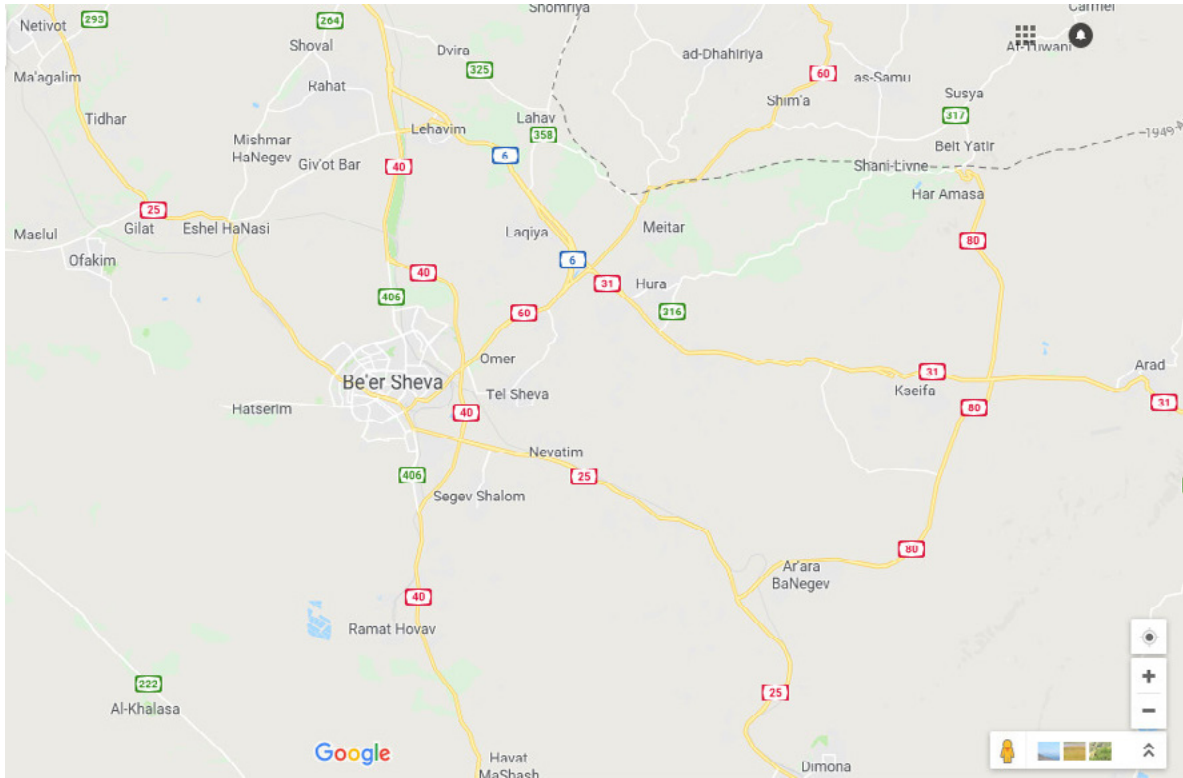 Shomriya
Carmel
293
264
Netivot
Shoval
Dvira
ad-Dhahiriya
At-Tuwani
325
60
as-Samu
Ma'agalim
Rahat
Susya
Shim'a
Tidhar
Lahav
317
Lehavim
358
Mishmar
HaNegev
Beit Yatir
1949 A
6
Giv'ot Bar
40
Shani-Livne
Har Amasa
25
Gilat
Eshel HaNasi
Meitar
Maslul
Laqiya
80
Ofakim
6
40
31
Hura
406
60
316
Omer
Arad
Be'er Sheva
31
Kseifa
Tel Sheva
Hatserim
40
80
31
Nevatim
406
25
Segev Shalom
80
Ar'ara
BaNegev
40
Ramat Hovav
222
25
Al-Khalasa
Google
Havat
MaShash
Dimona